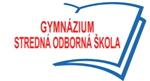 GYMNÁZIUM
STREDNÁ ODBORNÁ ŠKOLA